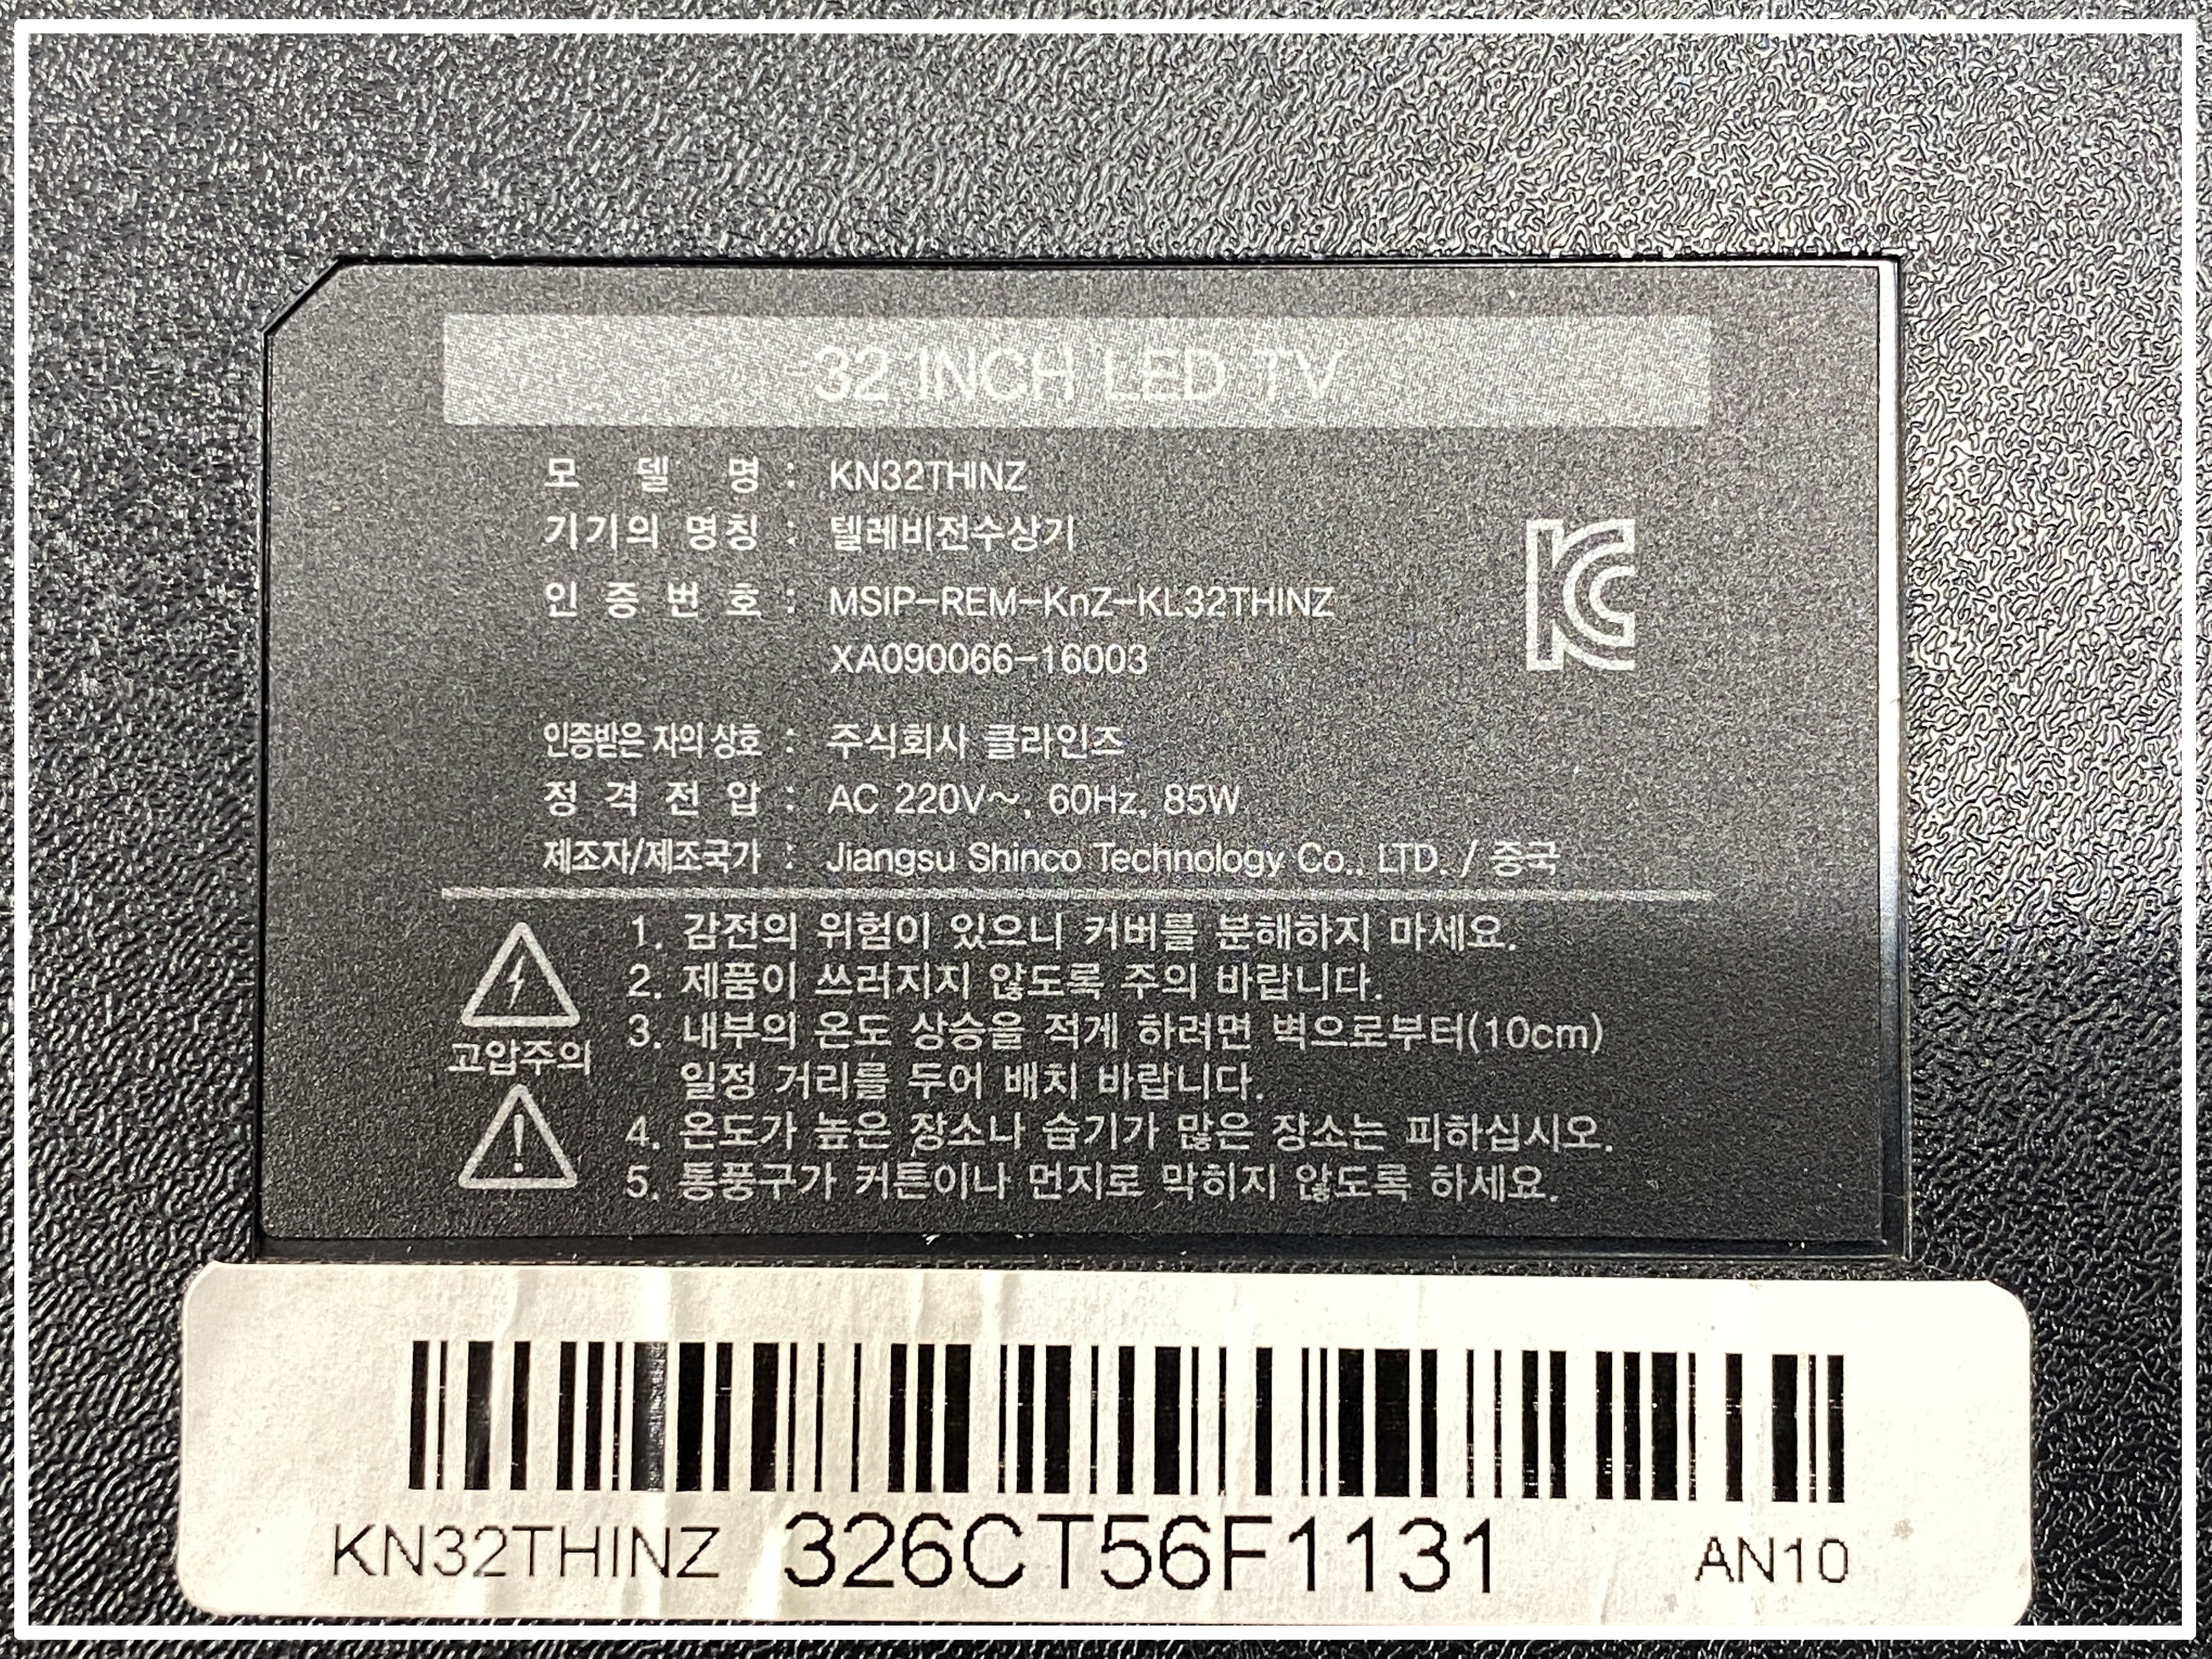 32 INCH LED TV
모 델 명 : KN32THINZ
기기의 명칭 : 텔레비전수상기
인 증 번 호 : MSIP-REM-KnZ-KL32THINZ
XA090066-16003
KC
인증받은 자의 상호 : 주식회사 클라인즈
정 격 전 압 : AC 220V~, 60Hz, 85W
제조자/제조국가 : Jiangsu Shinco Technology Co., LTD. / 중국
1. 감전의 위험이 있으니 커버를 분해하지 마세요.
2. 제품이 쓰러지지 않도록 주의 바랍니다.
3. 내부의 온도 상승을 적게 하려면 벽으로부터(10cm)
일정 거리를 두어 배치 바랍니다.
고압주의
4. 온도가 높은 장소나 습기가 많은 장소는 피하십시오.
5. 통풍구가 커튼이나 먼지로 막히지 않도록 하세요.
KN32THINZ 326CT56F1131 AN10